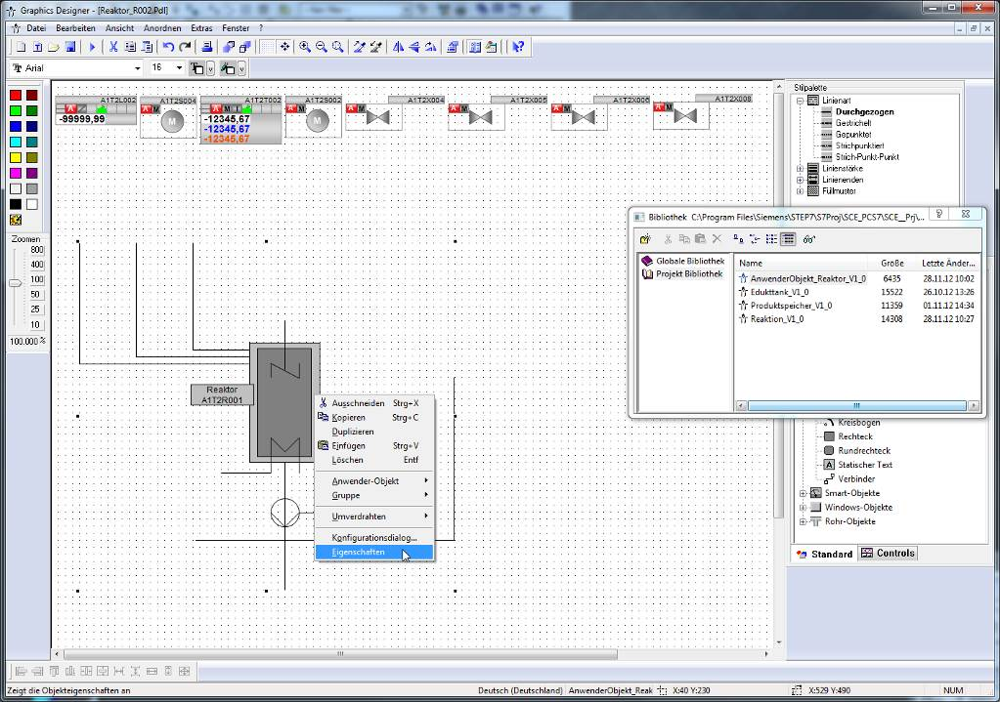 Graphics Designer - [Reaktor_R002.Pdl]
Datei Bearbeiten Ansicht Anordnen Extras Fenster ?
Arial 16
A1T2L002 A1T2S004 A1T2T002 A1T2S002 A1T2X004 A1T2X005 A1T2X006 A1T2X008
-99999,99
M
-12345,67
-12345,67
-12345,67
M
Zoomen
800
400
100
50
25
10
100.000 %
Reaktor
A1T2R001
Ausschneiden Strg+X
Kopieren Strg+C
Duplizieren
Einfügen Strg+V
Löschen Entf
Anwender-Objekt
Gruppe
Umverdrahten
Konfigurationsdialog...
Eigenschaften
Stilpalette
Linienart
Durchgezogen
Gestrichelt
Gepunktet
Strichpunktiert
Strich-Punkt-Punkt
Linienstärke
Linienenden
Füllmuster
Bibliothek C:\Program Files\Siemens\STEP7\S7Proj\SCE_PCS7\SCE__Prj\...
Globale Bibliothek
Projekt Bibliothek
Name Größe Letzte Änder...
AnwenderObjekt_Reaktor_V1_0 6435 28.11.12 10:02
Edukttank_V1_0 15522 26.10.12 13:26
Produktspeicher_V1_0 11359 01.11.12 14:34
Reaktion_V1_0 14308 28.11.12 10:27
Kreisbogen
Rechteck
Rundrechteck
Statischer Text
Verbinder
Smart-Objekte
Windows-Objekte
Rohr-Objekte
Standard Controls
Zeigt die Objekteigenschaften an Deutsch (Deutschland) AnwenderObjekt_Reak X:40 Y:230 X:529 Y:490 NUM